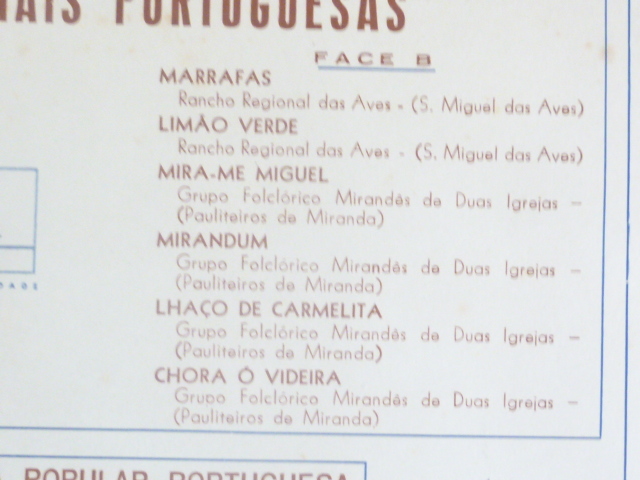 PORTUGUESAS
FACE B
MARRAFAS
Rancho Regional das Aves - (S. Miguel das Aves)
LIMÃO VERDE
Rancho Regional das Aves - (S. Miguel das Aves)
MIRA-ME MIGUEL
Grupo Folclórico Mirandês de Duas Igrejas -
(Pauliteiros de Miranda)
MIRANDUM
Grupo Folclórico Mirandês de Duas Igrejas -
(Pauliteiros de Miranda)
LHAÇO DE CARMELITA
Grupo Folclórico Mirandês de Duas Igrejas -
(Pauliteiros de Miranda)
CHORA Ó VIDEIRA
Grupo Folclórico Mirandês de Duas Igrejas -
(Pauliteiros de Miranda)
POPULAR PORTUGUESA